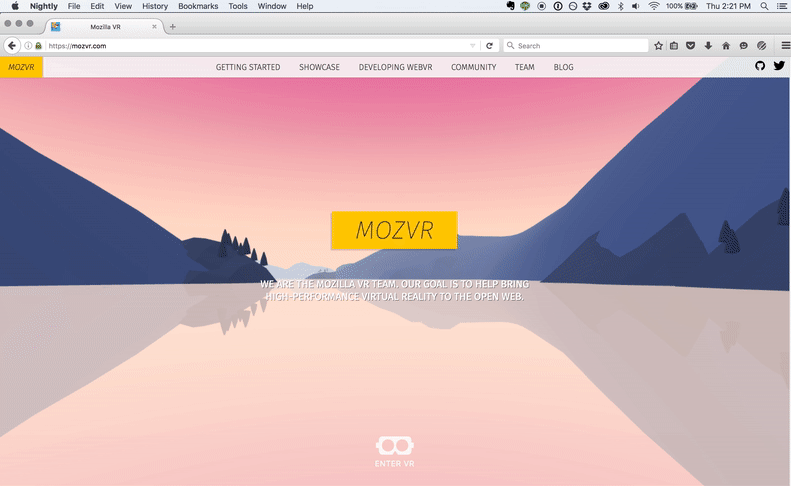 Nightly File Edit View History Bookmarks Tools Window Help 100% Thu 2:21 PM
Mozilla VR
https://mozvr.com Search
MOZVR GETTING STARTED SHOWCASE DEVELOPING WEBVR COMMUNITY TEAM BLOG
MOZVR
WE ARE THE MOZILLA VR TEAM. OUR GOAL IS TO HELP BRING
HIGH-PERFORMANCE VIRTUAL REALITY TO THE OPEN WEB.
ENTER VR